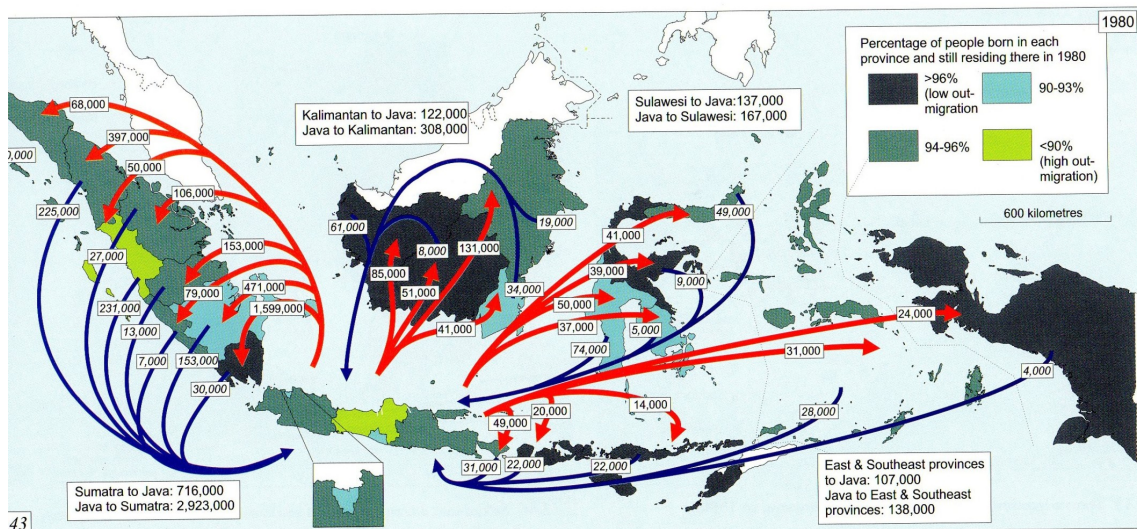 1980
Percentage of people born in each
province and still residing there in 1980
>96%
(low out-
migration)
90-93%
94-96%
<90%
(high out-
migration)
600 kilometres
Kalimantan to Java: 122,000
Java to Kalimantan: 308,000
Sulawesi to Java:137,000
Java to Sulawesi: 167,000
68,000
397,000
50,000
106,000
225,000
27,000
153,000
79,000
471,000
1,599,000
231,000
13,000
7,000
153,000
30,000
61,000
8,000
131,000
19,000
85,000
51,000
34,000
41,000
49,000
41,000
39,000
9,000
50,000
37,000
5,000
74,000
24,000
31,000
4,000
14,000
20,000
49,000
28,000
31,000
22,000
22,000
Sumatra to Java: 716,000
Java to Sumatra: 2,923,000
East & Southeast provinces
to Java: 107,000
Java to East & Southeast
provinces: 138,000
43